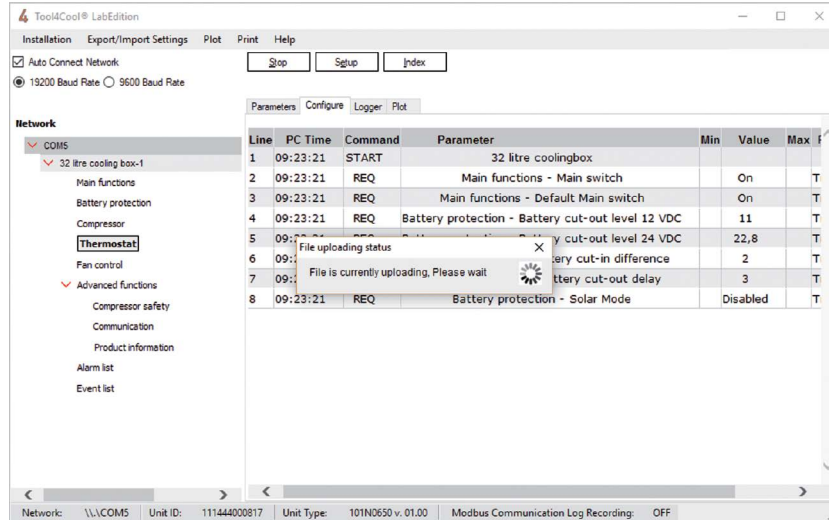 Tool4Cool® LabEdition
Installation Export/Import Settings Plot Print Help
Auto Connect Network
Stop Setup Index
19200 Baud Rate 9600 Baud Rate
Parameters Configure Logger Plot
Network
COM5
32 litre cooling box-1
Main functions
Battery protection
Compressor
Thermostat
Fan control
Advanced functions
Compressor safety
Communication
Product information
Alarm list
Event list
Line PC Time Command Parameter Min Value Max
1 09:23:21 START 32 litre coolingbox
2 09:23:21 REQ Main functions - Main switch On T
3 09:23:21 REQ Main functions - Default Main switch On T
4 09:23:21 REQ Battery protection - Battery cut-out level 12 VDC 11 T
5 09: y cut-out level 24 VDC 22,8 T
6 09: ery cut-in difference 2 T
7 09: ttery cut-out delay 3 T
8 09:23:21 REQ Battery protection - Solar Mode Disabled T
File uploading status
File is currently uploading, Please wait
Network: \\.\COM5 Unit ID: 111444000817 Unit Type: 101N0650 v. 01.00 Modbus Communication Log Recording: OFF